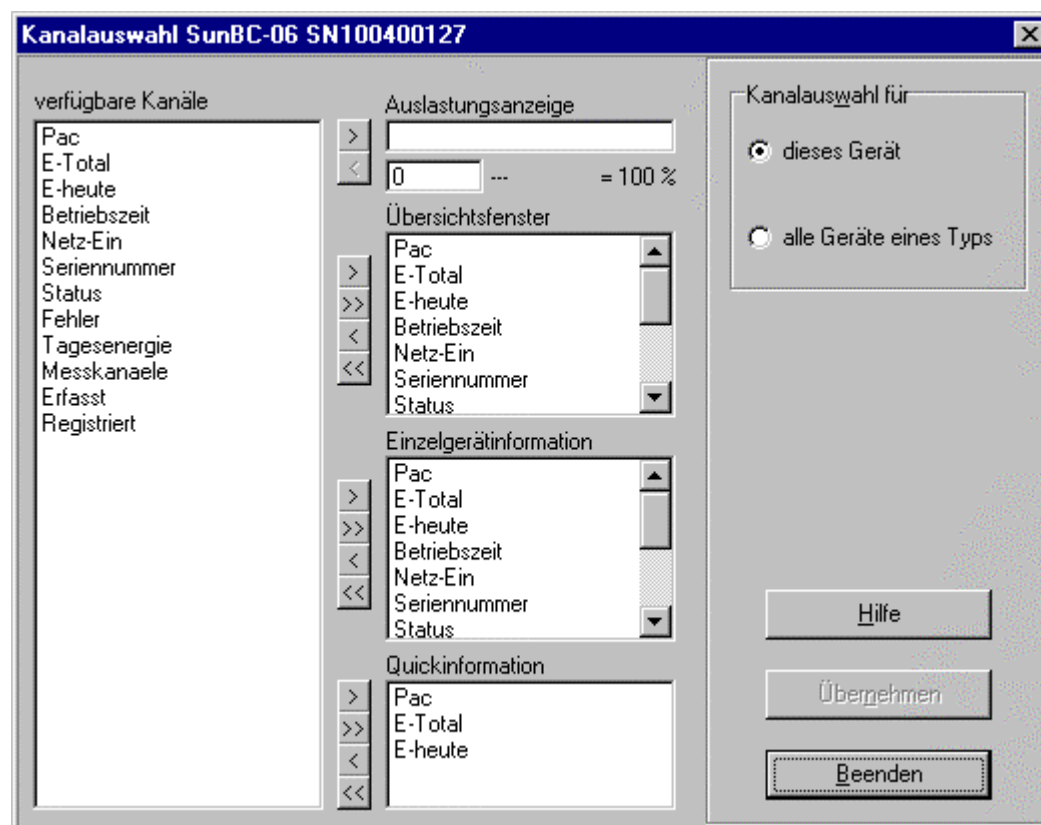 Kanalauswahl SunBC-06 SN100400127
verfügbare Kanäle
Pac
E-Total
E-heute
Betriebszeit
Netz-Ein
Seriennummer
Status
Fehler
Tagesenergie
Messkanaele
Erfasst
Registriert
>
<
Auslastungsanzeige
0 --- = 100 %
>
>>
<
<<
Übersichtsfenster
Pac
E-Total
E-heute
Betriebszeit
Netz-Ein
Seriennummer
Status
>
>>
<
<<
Einzelgerätinformation
Pac
E-Total
E-heute
Betriebszeit
Netz-Ein
Seriennummer
Status
>
>>
<
<<
Quickinformation
Pac
E-Total
E-heute
Kanalauswahl für
dieses Gerät
alle Geräte eines Typs
Hilfe
Übernehmen
Beenden